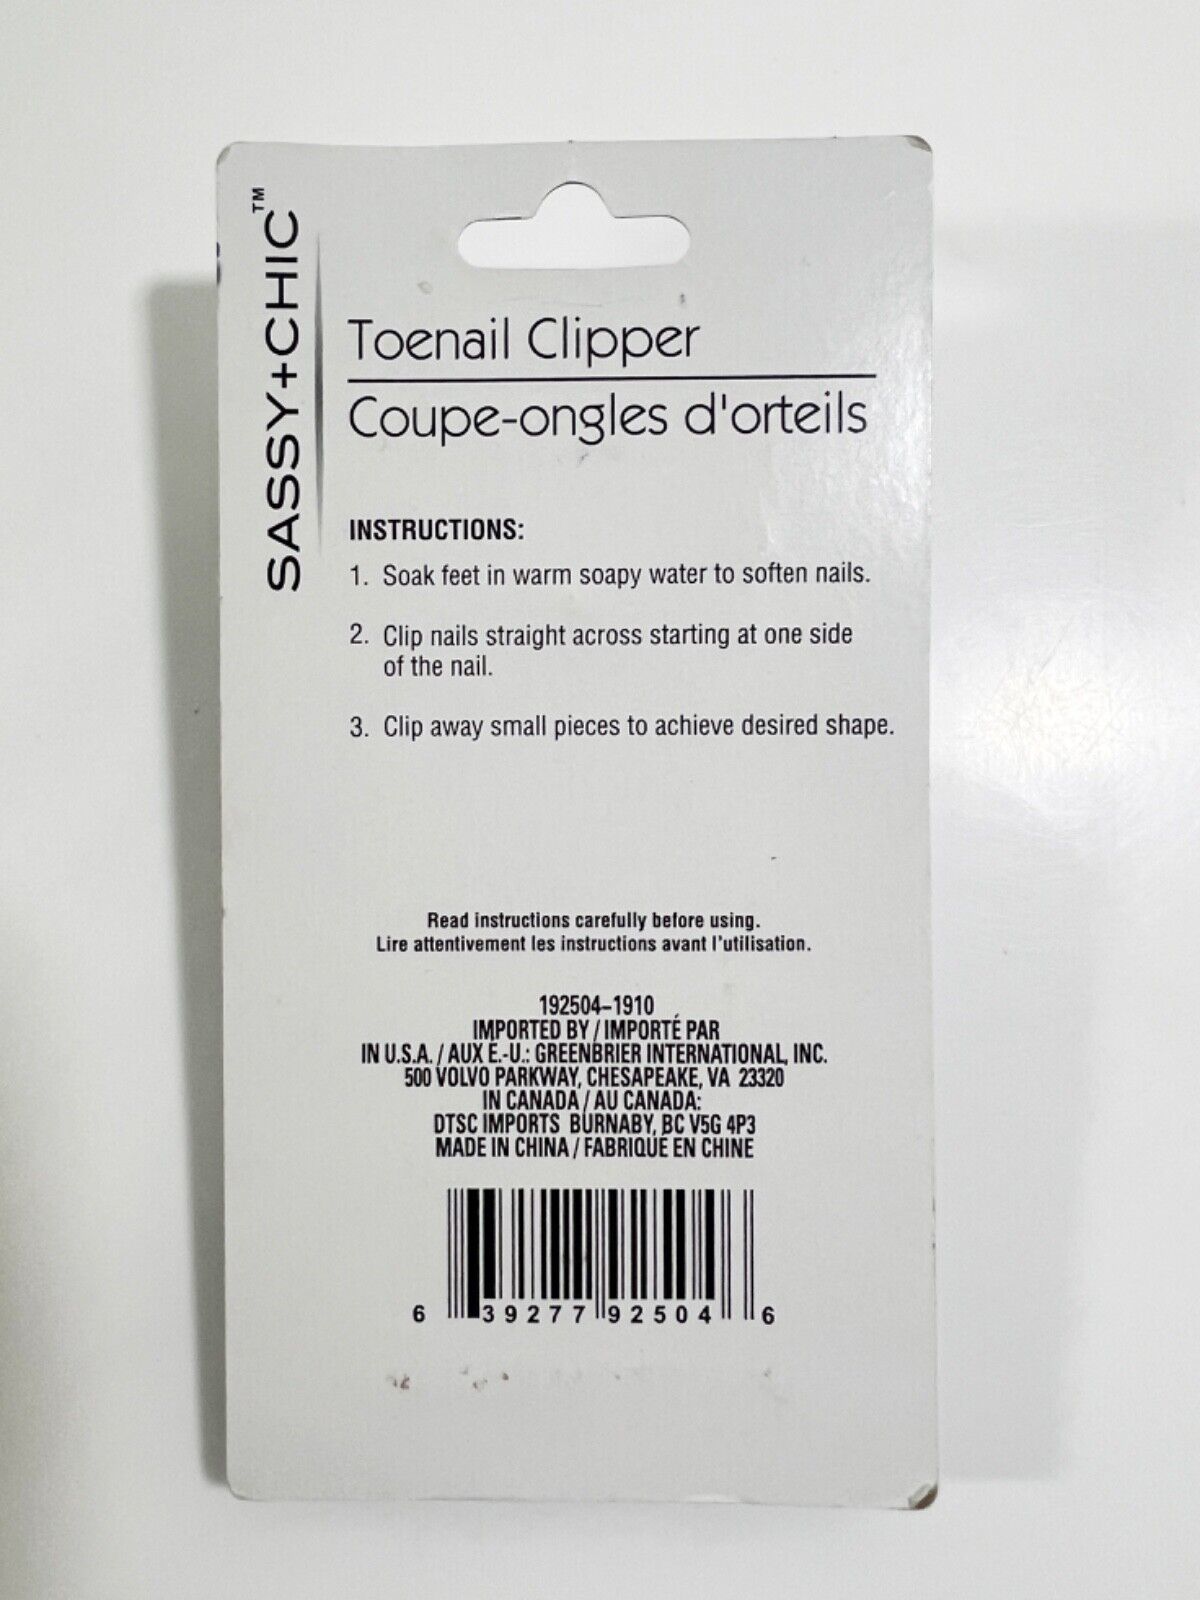 SASSY+CHIC™
Toenail Clipper
Coupe-ongles d'orteils
INSTRUCTIONS:
1. Soak feet in warm soapy water to soften nails.
2. Clip nails straight across starting at one side
of the nail.
3. Clip away small pieces to achieve desired shape.
Read instructions carefully before using.
Lire attentivement les instructions avant l'utilisation.
192504-1910
IMPORTED BY / IMPORTÉ PAR
IN U.S.A. / AUX É.-U.: GREENBRIER INTERNATIONAL, INC.
500 VOLVO PARKWAY, CHESAPEAKE, VA 23320
IN CANADA / AU CANADA:
DTSC IMPORTS BURNABY, BC V5G 4P3
MADE IN CHINA / FABRIQUÉ EN CHINE
6 39277 92504 6